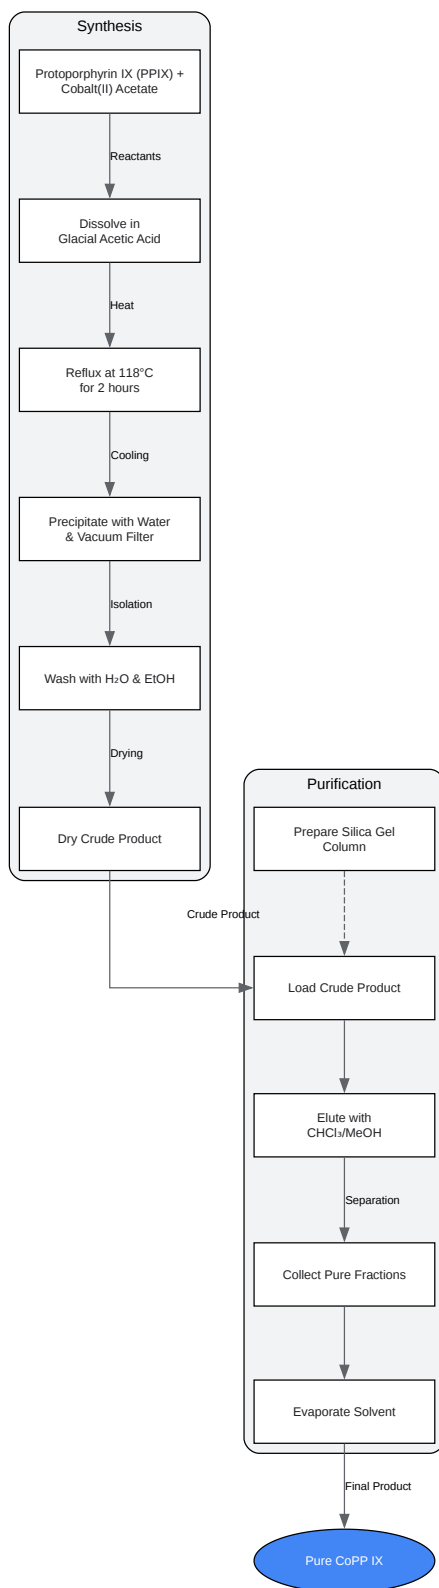 Synthesis
Protoporphyrin IX (PPIX) +
Cobalt(II) Acetate
Reactants
Dissolve in
Glacial Acetic Acid
Heat
Reflux at 118°C
for 2 hours
Cooling
Precipitate with Water
& Vacuum Filter
Isolation
Wash with H₂O & EtOH
Drying
Dry Crude Product
Crude Product
Purification
Prepare Silica Gel
Column
Load Crude Product
Elute with
CHCl₃/MeOH
Separation
Collect Pure Fractions
Evaporate Solvent
Final Product
Pure CoPP IX